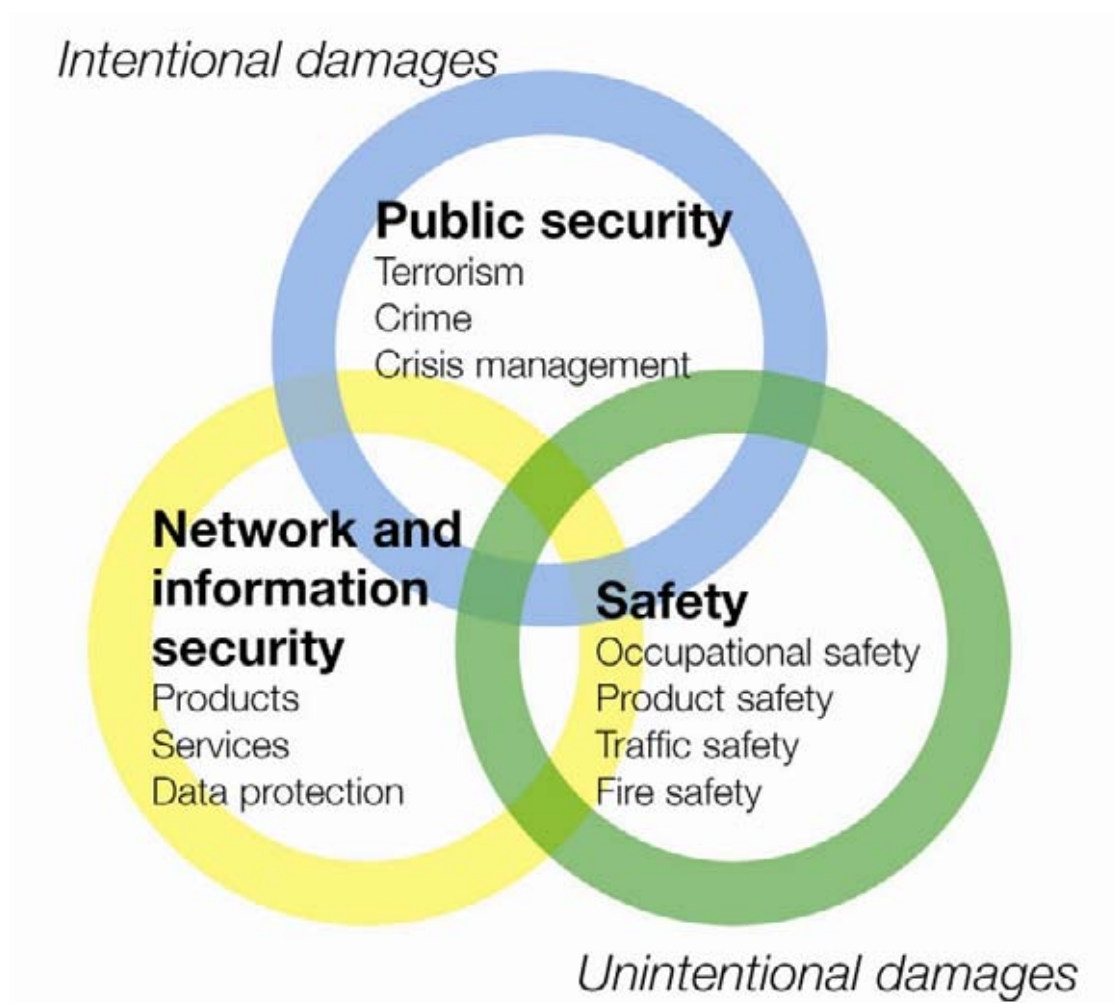 Intentional damages
Public security
Terrorism
Crime
Crisis management
Network and
information
security
Products
Services
Data protection
Safety
Occupational safety
Product safety
Traffic safety
Fire safety
Unintentional damages